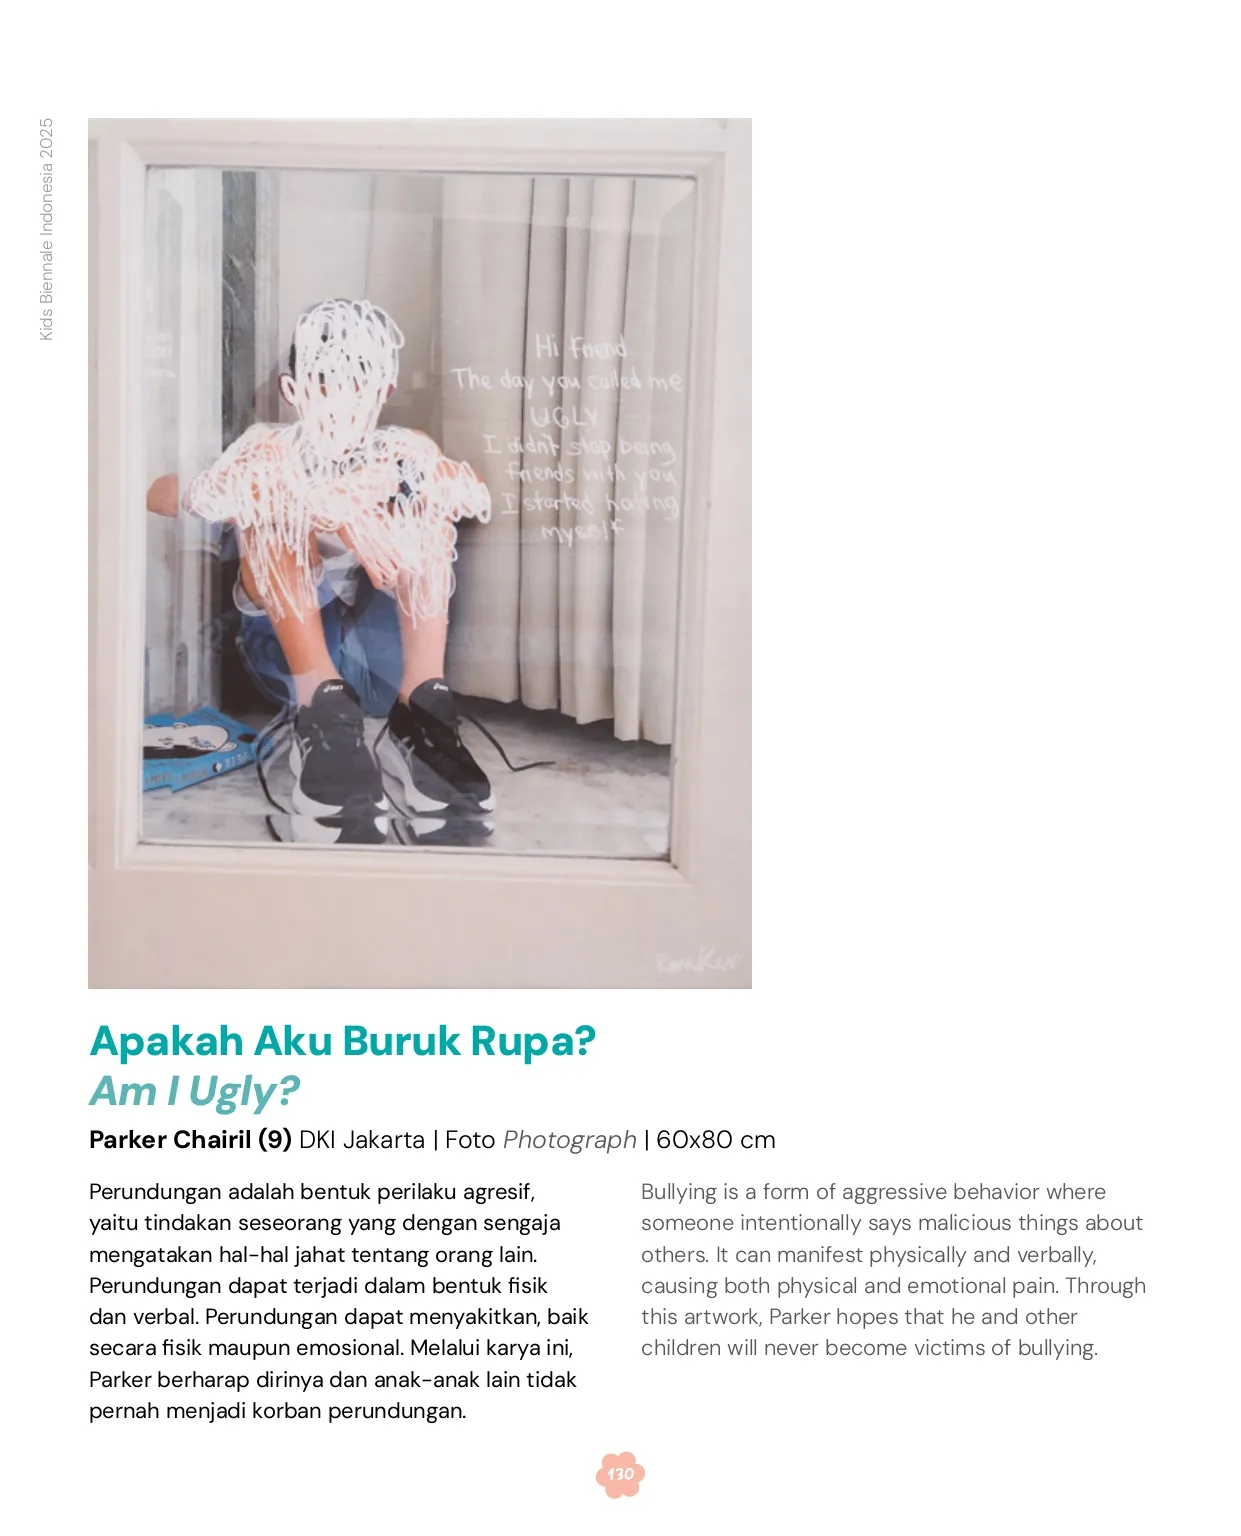 Kids Biennale Indonesia 2025
Hi Friend
The day you called me
UGLY
I didn't stop being
friends with you
I started hating
myself
Apakah Aku Buruk Rupa?
Am I Ugly?
Parker Chairil (9) DKI Jakarta | Foto Photograph | 60x80 cm
Perundungan adalah bentuk perilaku agresif,
yaitu tindakan seseorang yang dengan sengaja
mengatakan hal-hal jahat tentang orang lain.
Perundungan dapat terjadi dalam bentuk fisik
dan verbal. Perundungan dapat menyakitkan, baik
secara fisik maupun emosional. Melalui karya ini,
Parker berharap dirinya dan anak-anak lain tidak
pernah menjadi korban perundungan.
Bullying is a form of aggressive behavior where
someone intentionally says malicious things about
others. It can manifest physically and verbally,
causing both physical and emotional pain. Through
this artwork, Parker hopes that he and other
children will never become victims of bullying.
130